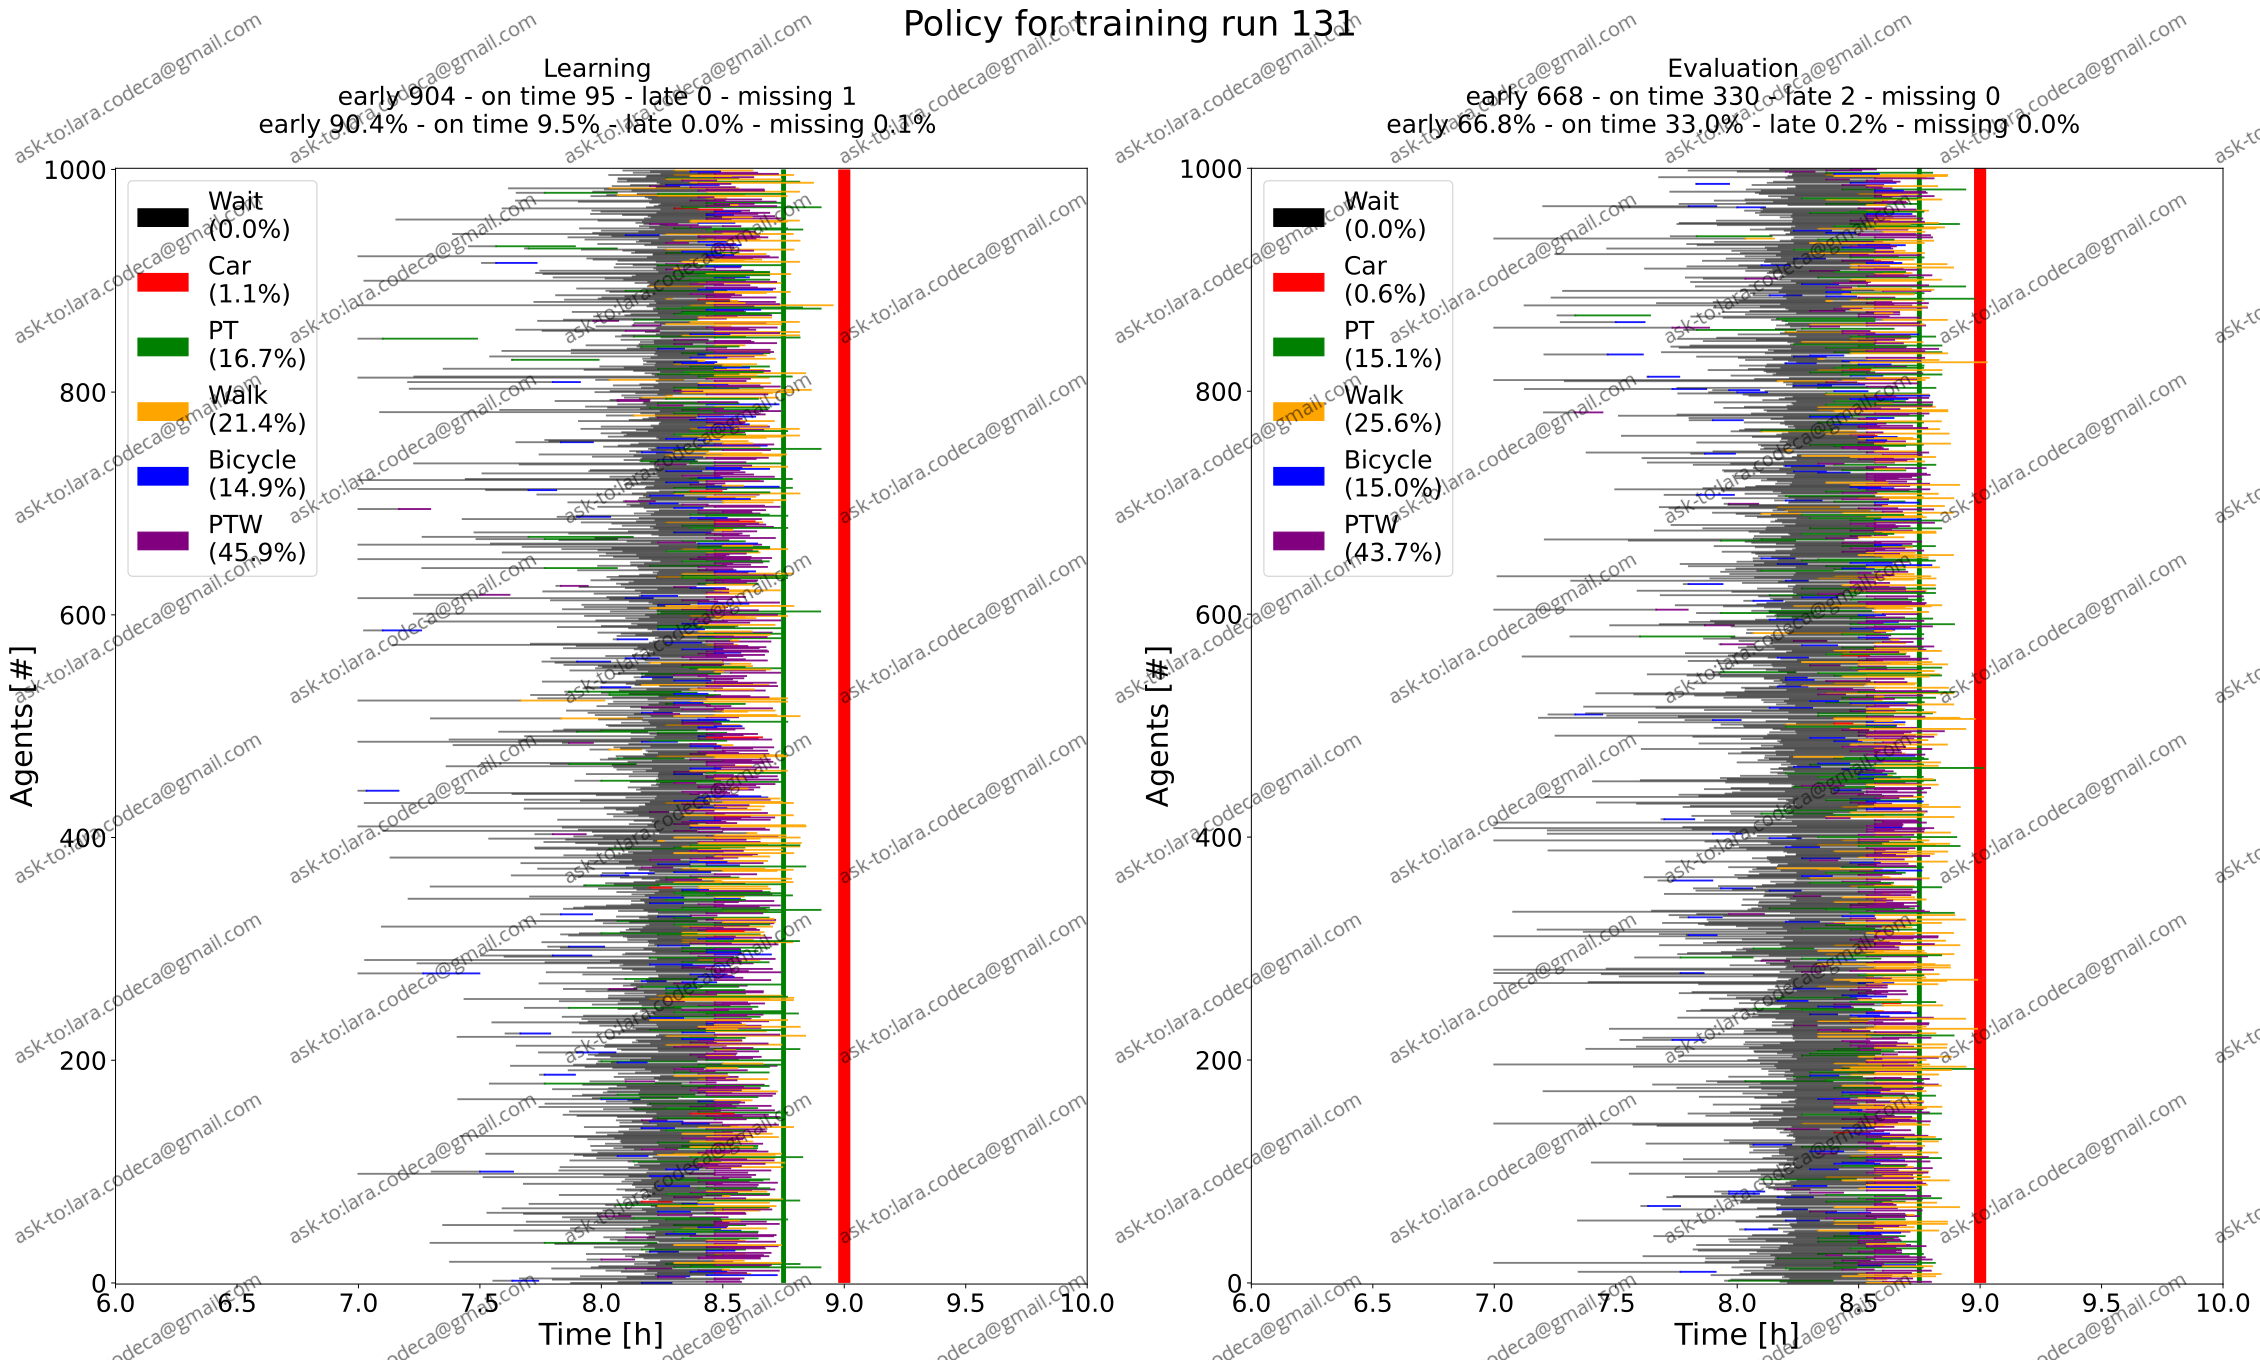 Policy for training run 131
Learning
early 904 - on time 95 - late 0 - missing 1
early 90.4% - on time 9.5% - late 0.0% - missing 0.1%
Evaluation
early 668 - on time 330 - late 2 - missing 0
early 66.8% - on time 33.0% - late 0.2% - missing 0.0%
Agents [#]
1000
800
600
400
200
0
Wait
(0.0%)
Car
(1.1%)
PT
(16.7%)
Walk
(21.4%)
Bicycle
(14.9%)
PTW
(45.9%)
6.0 6.5 7.0 7.5 8.0 8.5 9.0 9.5 10.0
Time [h]
Agents [#]
1000
800
600
400
200
0
Wait
(0.0%)
Car
(0.6%)
PT
(15.1%)
Walk
(25.6%)
Bicycle
(15.0%)
PTW
(43.7%)
6.0 6.5 7.0 7.5 8.0 8.5 9.0 9.5 10.0
Time [h]
ask-to:lara.codeca@gmail.com